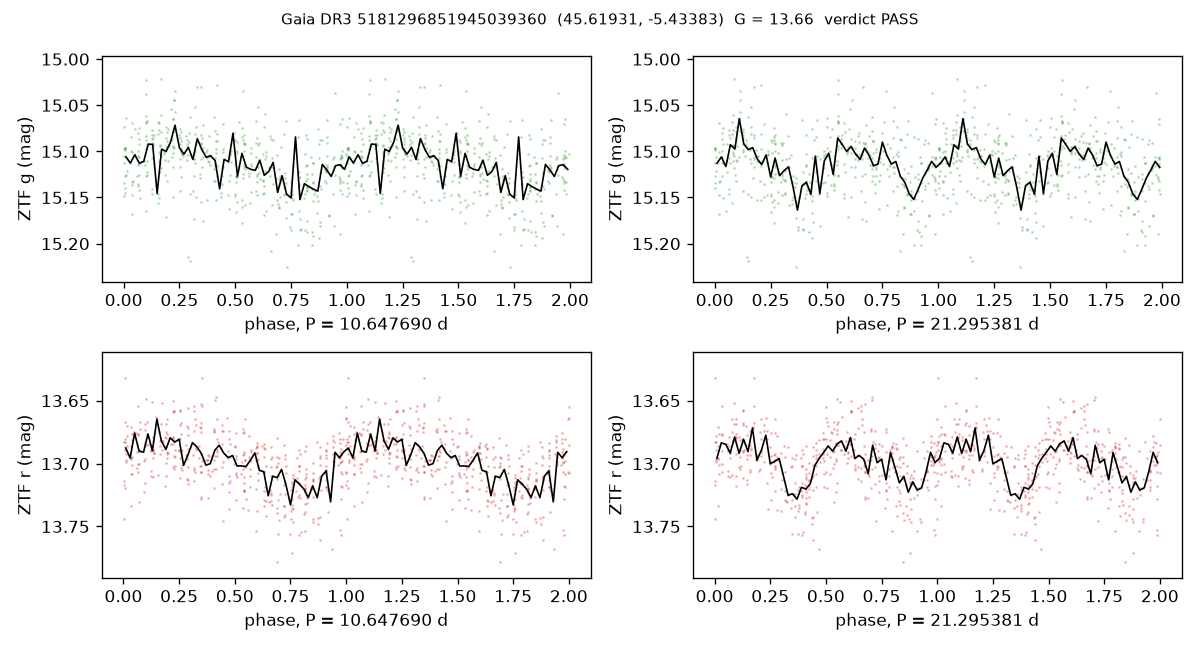 Gaia DR3 5181296851945039360  (45.61931, -5.43383)  G = 13.66  verdict PASS
ZTF g (mag)
15.00
15.05
15.10
15.15
15.20
0.00 0.25 0.50 0.75 1.00 1.25 1.50 1.75 2.00
phase, P = 10.647690 d
ZTF g (mag)
15.00
15.05
15.10
15.15
15.20
0.00 0.25 0.50 0.75 1.00 1.25 1.50 1.75 2.00
phase, P = 21.295381 d
ZTF r (mag)
13.65
13.70
13.75
0.00 0.25 0.50 0.75 1.00 1.25 1.50 1.75 2.00
phase, P = 10.647690 d
ZTF r (mag)
13.65
13.70
13.75
0.00 0.25 0.50 0.75 1.00 1.25 1.50 1.75 2.00
phase, P = 21.295381 d